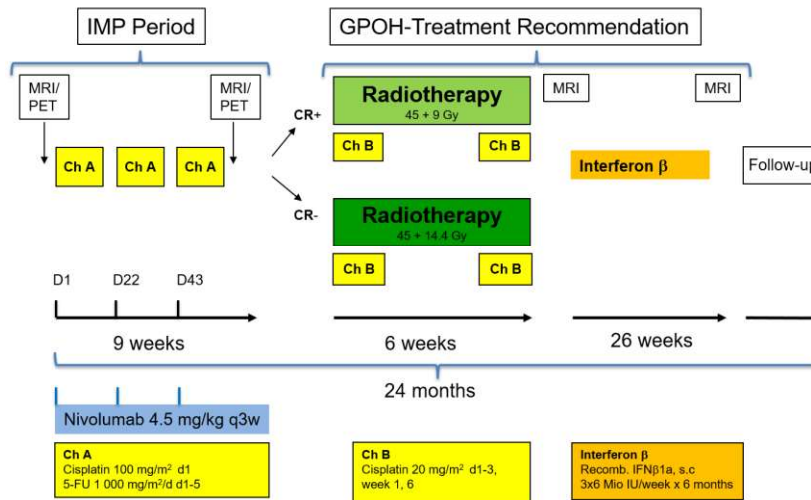 IMP Period
GPOH-Treatment Recommendation
MRI/
PET
MRI/
PET
Ch A
Ch A
Ch A
CR+
CR-
Radiotherapy
45 + 9 Gy
Ch B
Ch B
Radiotherapy
45 + 14.4 Gy
Ch B
Ch B
MRI
MRI
Interferon β
Follow-up
D1
D22
D43
9 weeks
6 weeks
26 weeks
24 months
Nivolumab 4.5 mg/kg q3w
Ch A
Cisplatin 100 mg/m² d1
5-FU 1 000 mg/m²/d d1-5
Ch B
Cisplatin 20 mg/m² d1-3,
week 1, 6
Interferon β
Recomb. IFNβ1a, s.c
3x6 Mio IU/week x 6 months